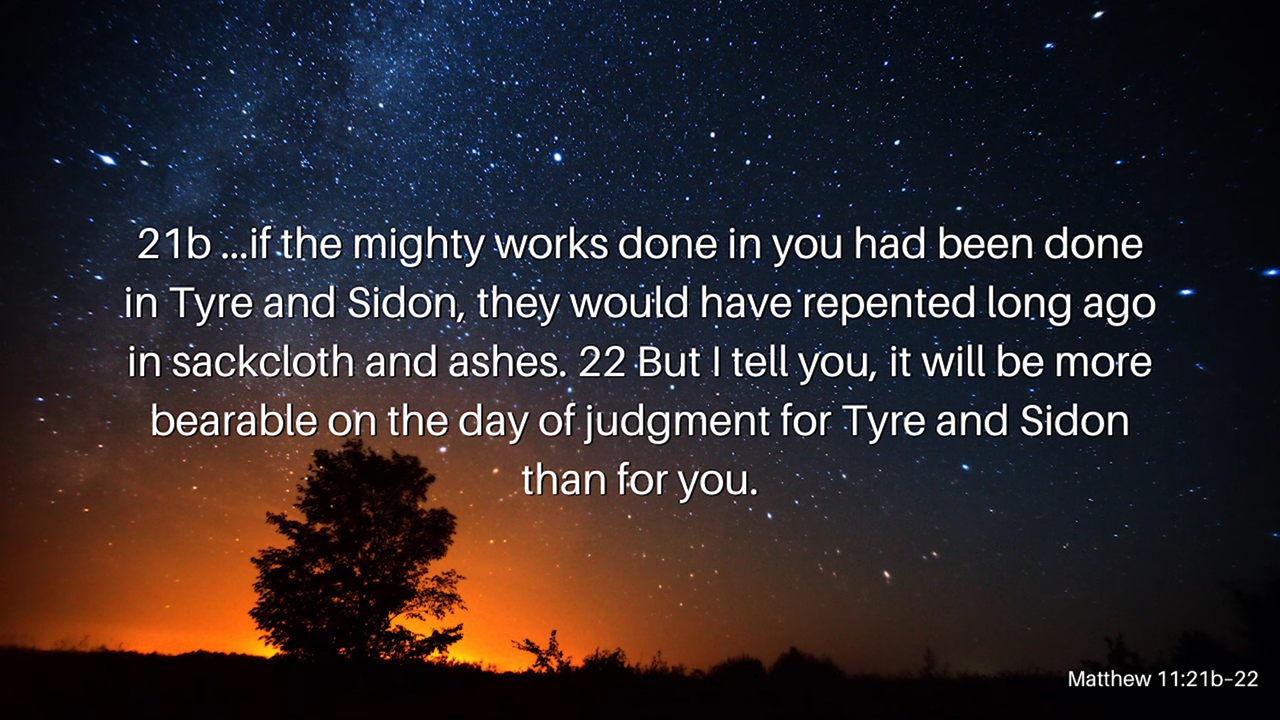 21b ...if the mighty works done in you had been done
in Tyre and Sidon, they would have repented long ago
in sackcloth and ashes. 22 But I tell you, it will be more
bearable on the day of judgment for Tyre and Sidon
than for you.
Matthew 11:21b-22